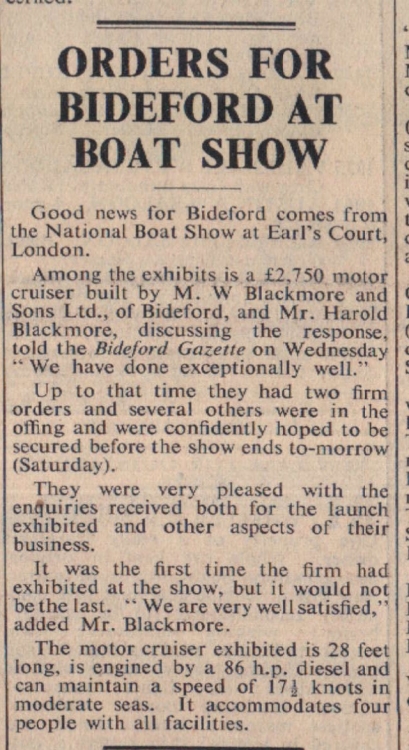 ORDERS FOR
BIDEFORD AT
BOAT SHOW
Good news for Bideford comes from
the National Boat Show at Earl's Court,
London.
Among the exhibits is a £2,750 motor
cruiser built by M. W Blackmore and
Sons Ltd., of Bideford, and Mr. Harold
Blackmore, discussing the response,
told the Bideford Gazette on Wednesday
“ We have done exceptionally well.”
Up to that time they had two firm
orders and several others were in the
offing and were confidently hoped to be
secured before the show ends to-morrow
(Saturday).
They were very pleased with the
enquiries received both for the launch
exhibited and other aspects of their
business.
It was the first time the firm had
exhibited at the show, but it would not
be the last. “ We are very well satisfied,”
added Mr. Blackmore.
The motor cruiser exhibited is 28 feet
long, is engined by a 86 h.p. diesel and
can maintain a speed of 17½ knots in
moderate seas. It accommodates four
people with all facilities.